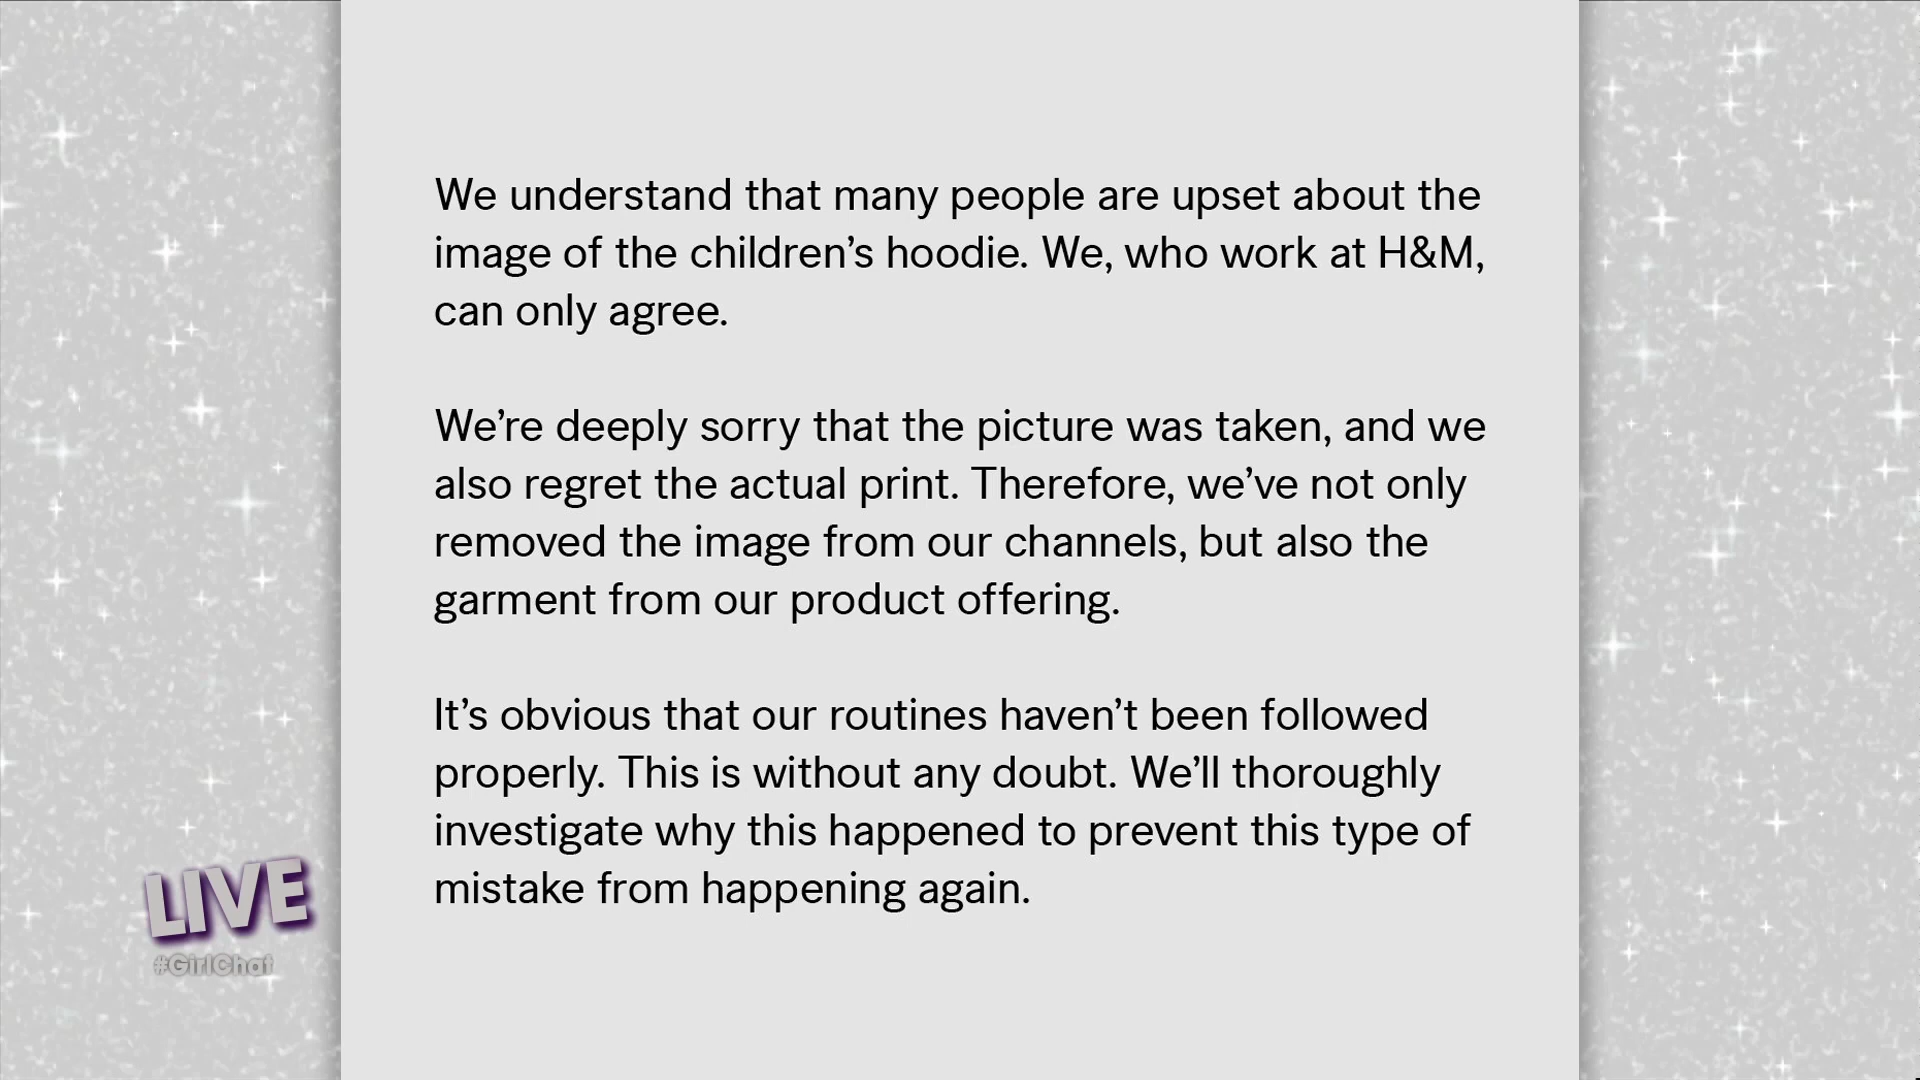 We understand that many people are upset about the
image of the children’s hoodie. We, who work at H&M,
can only agree.
We’re deeply sorry that the picture was taken, and we
also regret the actual print. Therefore, we’ve not only
removed the image from our channels, but also the
garment from our product offering.
It’s obvious that our routines haven’t been followed
properly. This is without any doubt. We’ll thoroughly
investigate why this happened to prevent this type of
mistake from happening again.
LIVE
#GirlChat